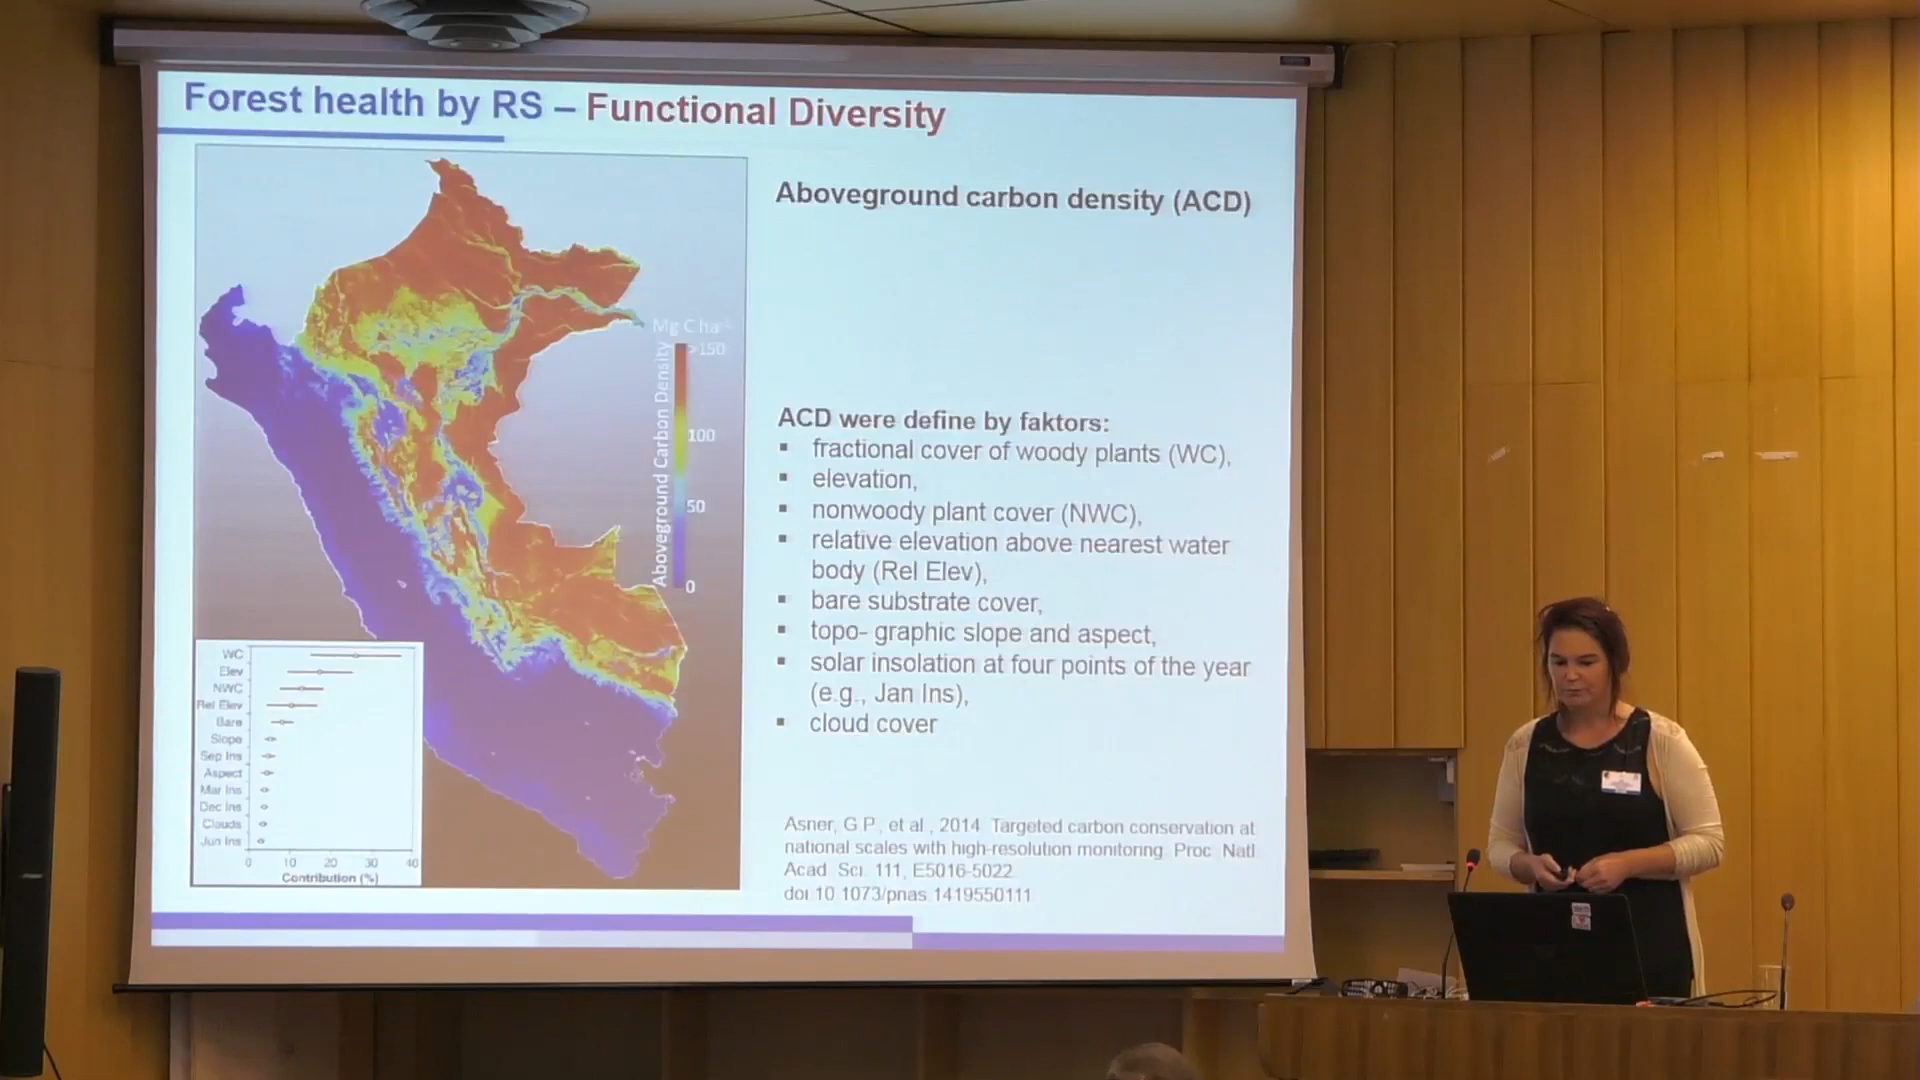 Forest health by RS – Functional Diversity
Aboveground carbon density (ACD)
Mg C ha-1
>150
100
50
0
Aboveground Carbon Density
ACD were define by faktors:
▪ fractional cover of woody plants (WC),
▪ elevation,
▪ nonwoody plant cover (NWC),
▪ relative elevation above nearest water
body (Rel Elev),
▪ bare substrate cover,
▪ topo- graphic slope and aspect,
▪ solar insolation at four points of the year
(e.g., Jan Ins),
▪ cloud cover
WC
Elev
NWC
Rel Elev
Bare
Slope
Sep Ins
Aspect
Mar Ins
Dec Ins
Clouds
Jun Ins
0 10 20 30 40
Contribution (%)
Asner, G.P., et al., 2014. Targeted carbon conservation at
national scales with high-resolution monitoring. Proc. Natl.
Acad. Sci. 111, E5016-5022.
doi:10.1073/pnas.1419550111